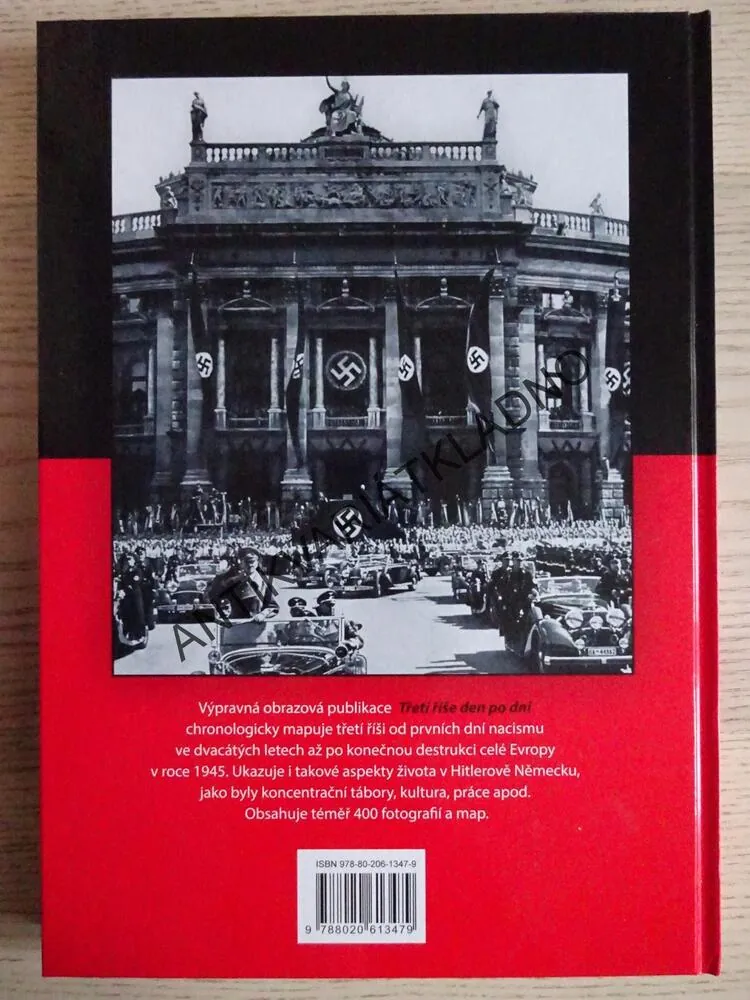 ANTIKVARIÁTKLADNO
Výpravná obrazová publikace Třetí říše den po dni
chronologicky mapuje třetí říši od prvních dní nacismu
ve dvacátých letech až po konečnou destrukci celé Evropy
v roce 1945. Ukazuje i takové aspekty života v Hitlerově Německu,
jako byly koncentrační tábory, kultura, práce apod.
Obsahuje téměř 400 fotografií a map.
ISBN 978-80-206-1347-9
9 788020 613479